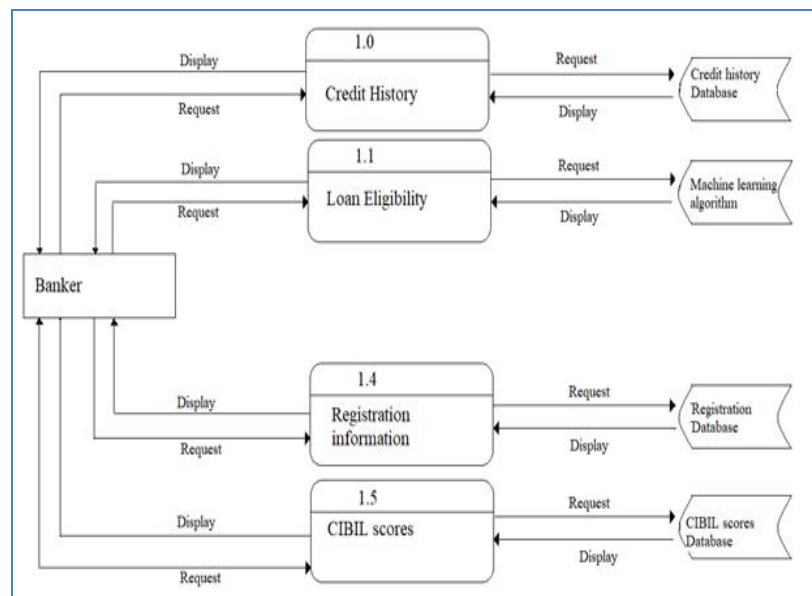 1.0
Credit History
Display
Request
Request
Display
Credit history
Database
1.1
Loan Eligibility
Display
Request
Request
Display
Machine learning
algorithm
Banker
1.4
Registration
information
Display
Request
Request
Display
Registration
Database
1.5
CIBIL scores
Display
Request
Request
Display
CIBIL scores
Database